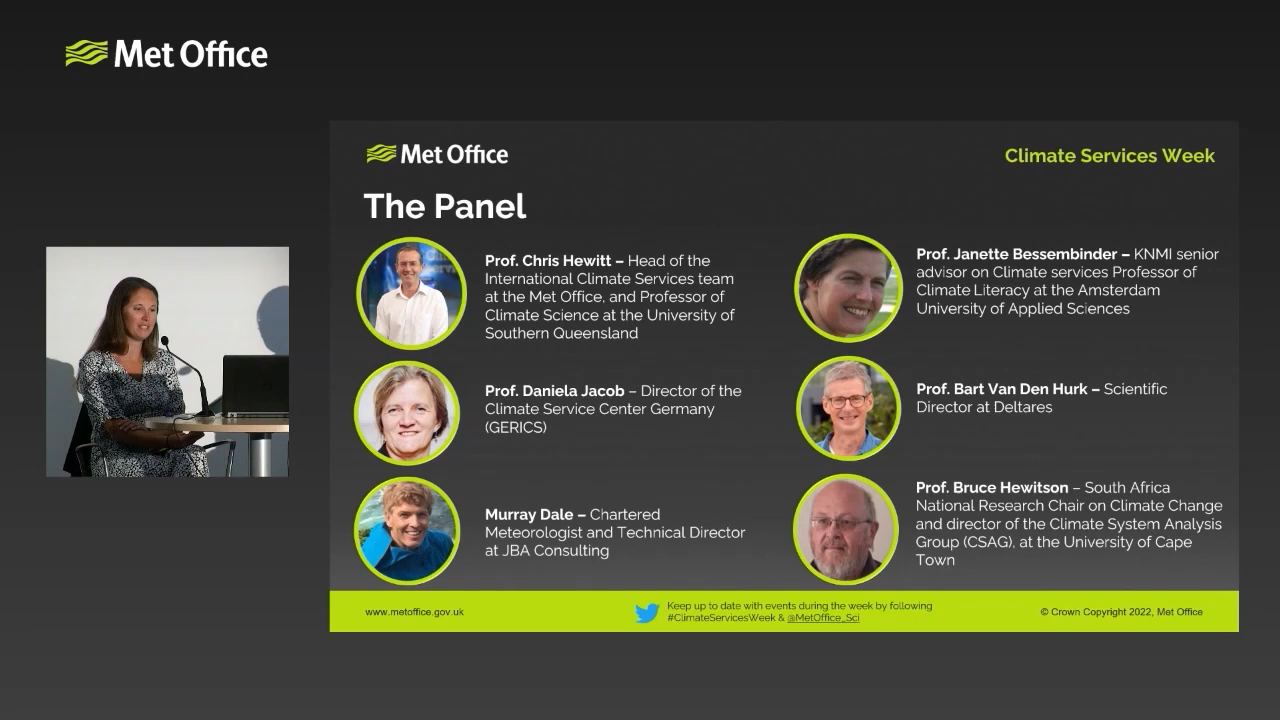 Met Office
Met Office
Climate Services Week
The Panel
Prof. Chris Hewitt – Head of the
International Climate Services team
at the Met Office, and Professor of
Climate Science at the University of
Southern Queensland
Prof. Daniela Jacob – Director of the
Climate Service Center Germany
(GERICS)
Murray Dale – Chartered
Meteorologist and Technical Director
at JBA Consulting
Prof. Janette Bessembinder – KNMI senior
advisor on Climate services Professor of
Climate Literacy at the Amsterdam
University of Applied Sciences
Prof. Bart Van Den Hurk – Scientific
Director at Deltares
Prof. Bruce Hewitson – South Africa
National Research Chair on Climate Change
and director of the Climate System Analysis
Group (CSAG), at the University of Cape
Town
www.metoffice.gov.uk
Keep up to date with events during the week by following
#ClimateServicesWeek & @MetOffice_Sci
© Crown Copyright 2022, Met Office